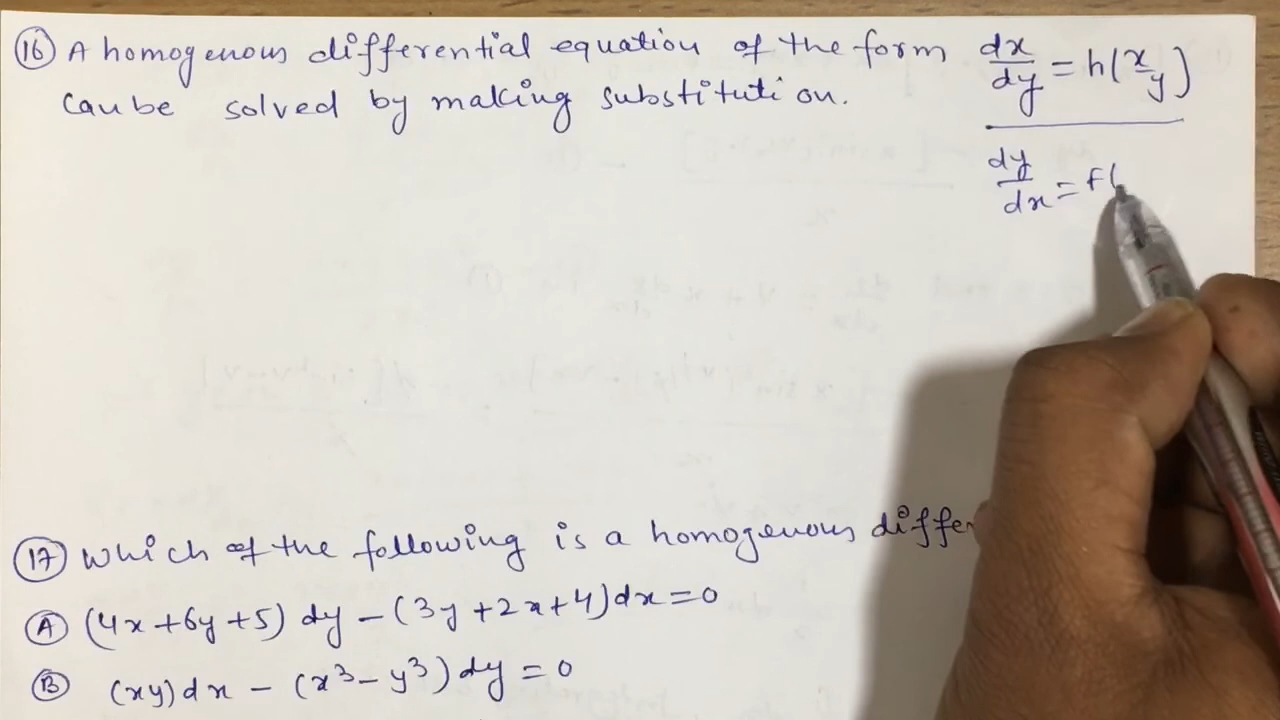 ⑯ A homogenous differential equation of the form dx/dy = h(x/y)
can be solved by making substitution.
dy/dx = f(
⑰ Which of the following is a homogenous differ
Ⓐ (4x+6y+5) dy - (3y+2x+4) dx = 0
Ⓑ (xy) dx - (x³ - y³) dy = 0